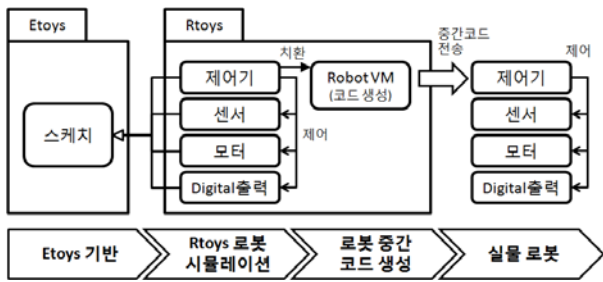 Etoys
Rtoys
스케치
제어기
센서
모터
Digital출력
치환
제어
Robot VM
(코드 생성)
중간코드
전송
제어기
센서
모터
Digital출력
제어
Etoys 기반
Rtoys 로봇
시뮬레이션
로봇 중간
코드 생성
실물 로봇